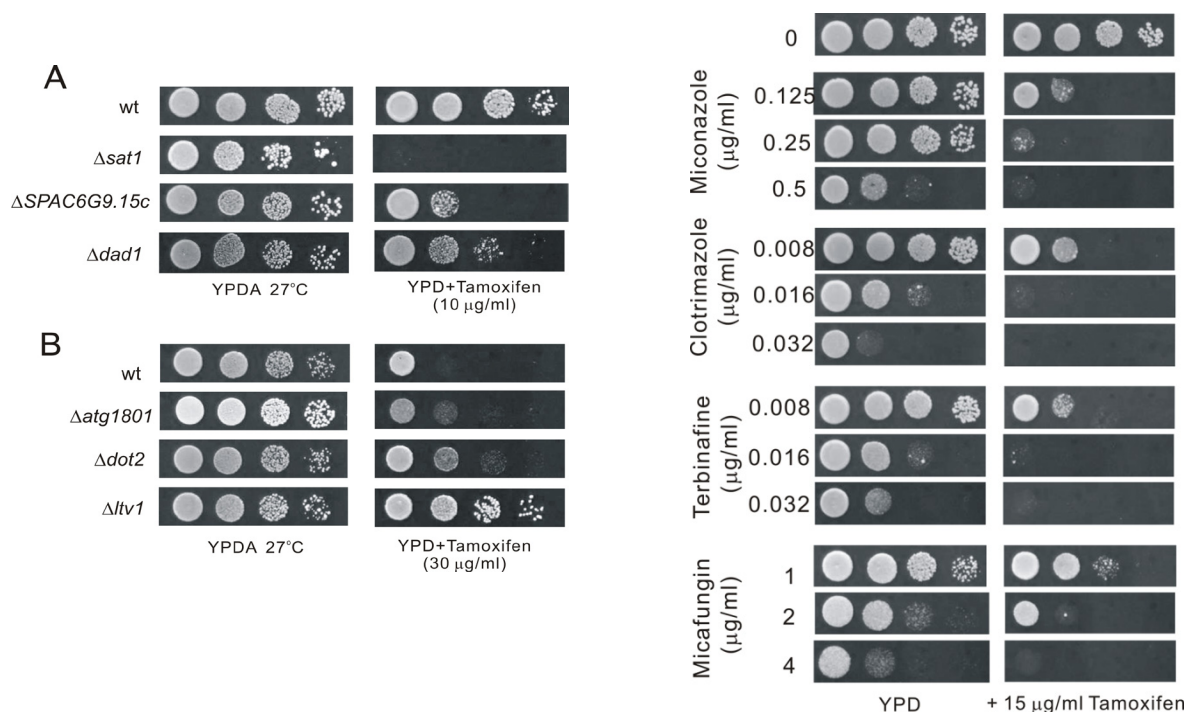 A
wt
Δsat1
ΔSPAC6G9.15c
Δdad1
YPDA 27°C
YPD+Tamoxifen
(10 μg/ml)
B
wt
Δatg1801
Δdot2
Δltv1
YPDA 27°C
YPD+Tamoxifen
(30 μg/ml)
0
Miconazole
(μg/ml)
0.125
0.25
0.5
Clotrimazole
(μg/ml)
0.008
0.016
0.032
Terbinafine
(μg/ml)
0.008
0.016
0.032
Micafungin
(μg/ml)
1
2
4
YPD
+ 15 μg/ml Tamoxifen